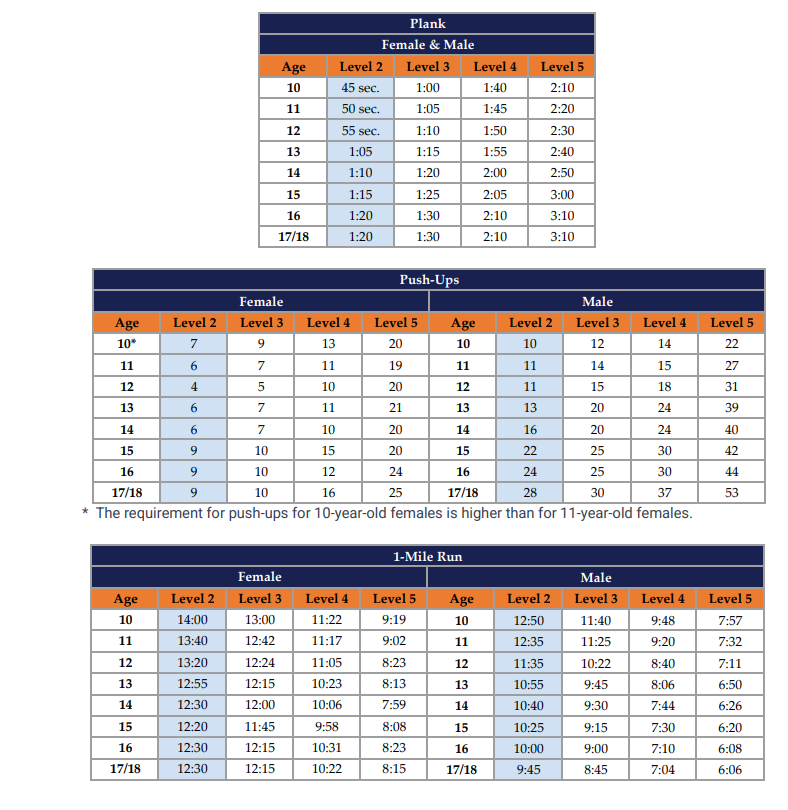 Plank
Female & Male
Age Level 2 Level 3 Level 4 Level 5
10 45 sec. 1:00 1:40 2:10
11 50 sec. 1:05 1:45 2:20
12 55 sec. 1:10 1:50 2:30
13 1:05 1:15 1:55 2:40
14 1:10 1:20 2:00 2:50
15 1:15 1:25 2:05 3:00
16 1:20 1:30 2:10 3:10
17/18 1:20 1:30 2:10 3:10
Push-Ups
Female Male
Age Level 2 Level 3 Level 4 Level 5 Age Level 2 Level 3 Level 4 Level 5
10* 7 9 13 20 10 10 12 14 22
11 6 7 11 19 11 11 14 15 27
12 4 5 10 20 12 11 15 18 31
13 6 7 11 21 13 13 20 24 39
14 6 7 10 20 14 16 20 24 40
15 9 10 15 20 15 22 25 30 42
16 9 10 12 24 16 24 25 30 44
17/18 9 10 16 25 17/18 28 30 37 53
* The requirement for push-ups for 10-year-old females is higher than for 11-year-old females.
1-Mile Run
Female Male
Age Level 2 Level 3 Level 4 Level 5 Age Level 2 Level 3 Level 4 Level 5
10 14:00 13:00 11:22 9:19 10 12:50 11:40 9:48 7:57
11 13:40 12:42 11:17 9:02 11 12:35 11:25 9:20 7:32
12 13:20 12:24 11:05 8:23 12 11:35 10:22 8:40 7:11
13 12:55 12:15 10:23 8:13 13 10:55 9:45 8:06 6:50
14 12:30 12:00 10:06 7:59 14 10:40 9:30 7:44 6:26
15 12:20 11:45 9:58 8:08 15 10:25 9:15 7:30 6:20
16 12:30 12:15 10:31 8:23 16 10:00 9:00 7:10 6:08
17/18 12:30 12:15 10:22 8:15 17/18 9:45 8:45 7:04 6:06